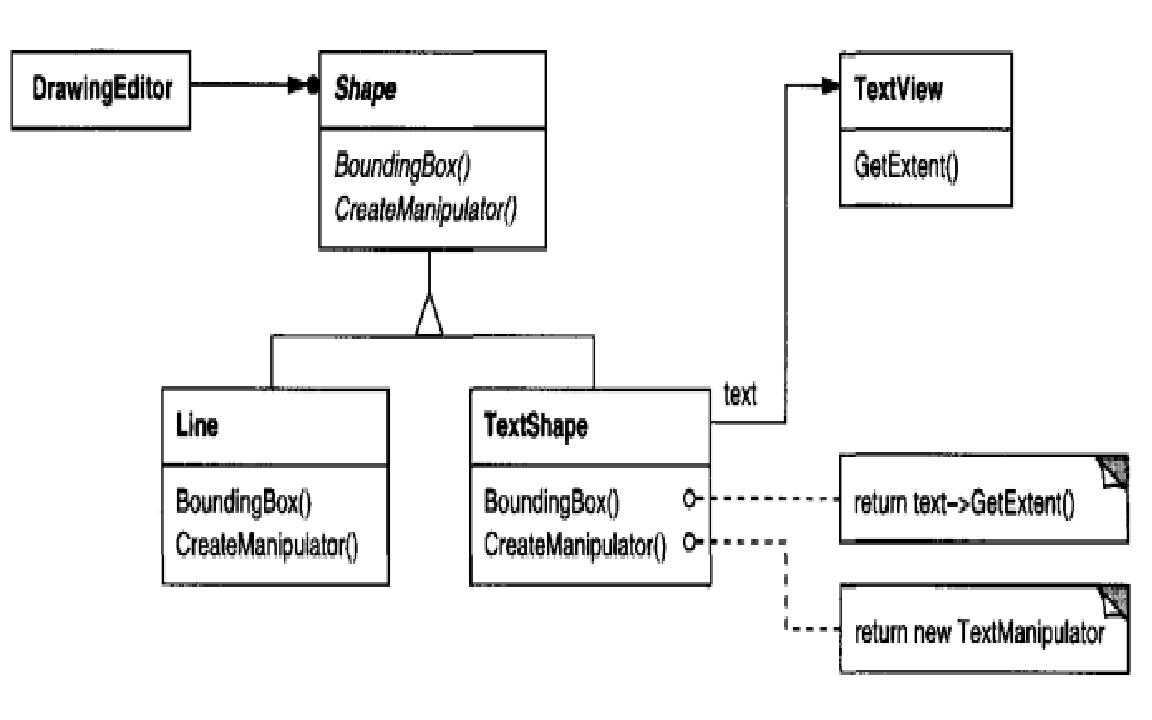 DrawingEditor
Shape
BoundingBox()
CreateManipulator()
TextView
GetExtent()
Line
BoundingBox()
CreateManipulator()
TextShape
BoundingBox()
CreateManipulator()
text
return text->GetExtent()
return new TextManipulator